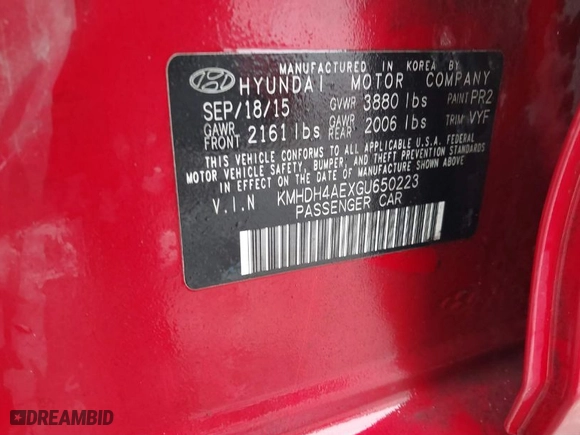 MANUFACTURED IN KOREA BY
HYUNDAI MOTOR COMPANY
SEP/18/15 GVWR 3880 lbs PAINT PR2
GAWR FRONT 2161 lbs GAWR REAR 2006 lbs TRIM VYF
THIS VEHICLE CONFORMS TO ALL APPLICABLE U.S.A. FEDERAL
MOTOR VEHICLE SAFETY, BUMPER, AND THEFT PREVENTION STANDARDS
IN EFFECT ON THE DATE OF MANUFACTURE SHOWN ABOVE.
V.I.N KMHDH4AEXGU650223
PASSENGER CAR
DREAMBID